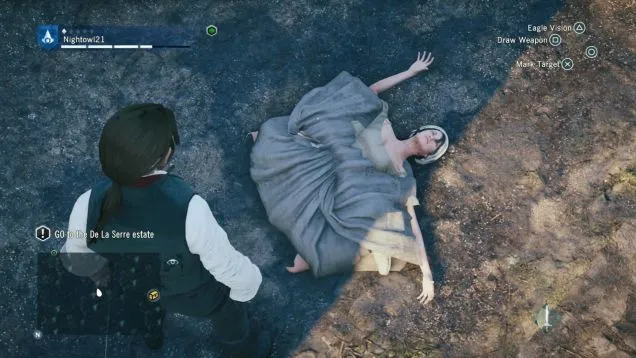 Nightowl21
Eagle Vision
Draw Weapon
Mark Target
GO to the De La Serre estate
N